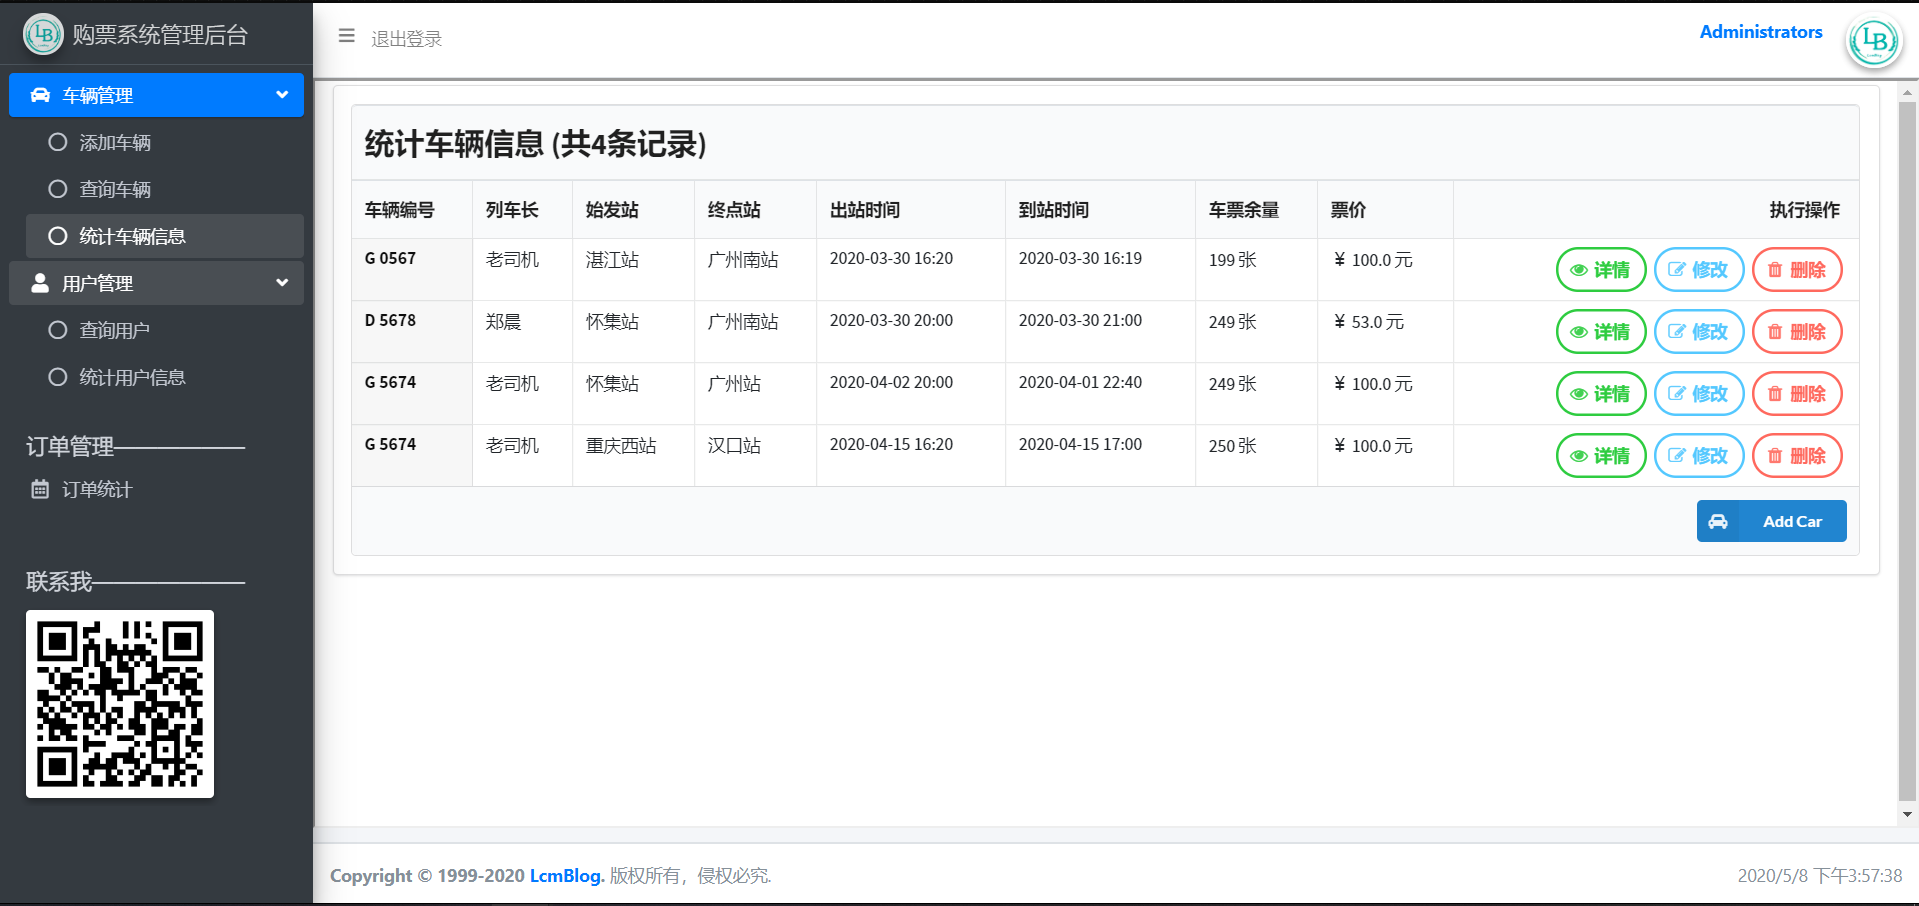 LB 购票系统管理后台
退出登录
Administrators
LB
车辆管理
添加车辆
查询车辆
统计车辆信息
用户管理
查询用户
统计用户信息
订单管理——————
订单统计
联系我———————
统计车辆信息 (共4条记录)
车辆编号 列车长 始发站 终点站 出站时间 到站时间 车票余量 票价 执行操作
G 0567 老司机 湛江站 广州南站 2020-03-30 16:20 2020-03-30 16:19 199 张 ¥ 100.0 元 详情 修改 删除
D 5678 郑晨 怀集站 广州南站 2020-03-30 20:00 2020-03-30 21:00 249 张 ¥ 53.0 元 详情 修改 删除
G 5674 老司机 怀集站 广州站 2020-04-02 20:00 2020-04-01 22:40 249 张 ¥ 100.0 元 详情 修改 删除
G 5674 老司机 重庆西站 汉口站 2020-04-15 16:20 2020-04-15 17:00 250 张 ¥ 100.0 元 详情 修改 删除
Add Car
Copyright © 1999-2020 LcmBlog. 版权所有，侵权必究.
2020/5/8 下午3:57:38